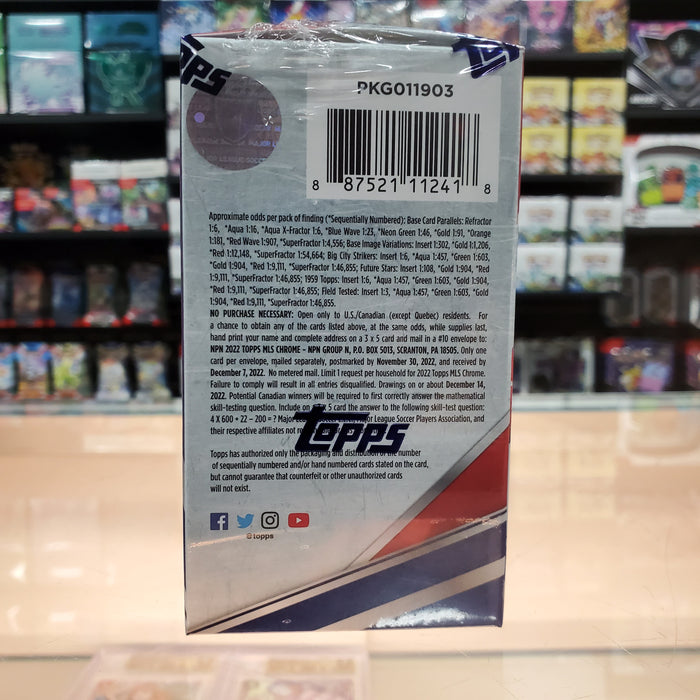 TOPPS
PKG011903
MAJOR L
LEAGUE SOCCER
8 87521 11241 8
Approximate odds per pack of finding (*Sequentially Numbered): Base Card Parallels: Refractor
1:6, *Aqua 1:16, *Aqua X-Fractor 1:6, *Blue Wave 1:23, *Neon Green 1:46, *Gold 1:91, *Orange
1:181, *Red Wave 1:907, *SuperFractor 1:4,556; Base Image Variations: Insert 1:302, *Gold 1:1,206,
*Red 1:12,148, *SuperFractor 1:54,664; Big City Strikers: Insert 1:6, *Aqua 1:457, *Green 1:603,
*Gold 1:904, *Red 1:9,111, *SuperFractor 1:46,855; Future Stars: Insert 1:108, *Gold 1:904, *Red
1:9,111, *SuperFractor 1:46,855; 1959 Topps: Insert 1:6, *Aqua 1:457, *Green 1:603, *Gold 1:904,
*Red 1:9,111, *SuperFractor 1:46,855; Field Tested: Insert 1:3, *Aqua 1:457, *Green 1:603, *Gold
1:904, *Red 1:9,111, *SuperFractor 1:46,855.
NO PURCHASE NECESSARY: Open only to U.S./Canadian (except Quebec) residents. For
a chance to obtain any of the cards listed above, at the same odds, while supplies last,
hand print your name and complete address on a 3 x 5 card and mail in a #10 envelope to:
NPN 2022 TOPPS MLS CHROME - NPN GROUP N, P.O. BOX 5013, SCRANTON, PA 18505. Only one
card per envelope, mailed separately, postmarked by November 30, 2022, and received by
December 7, 2022. No metered mail. Limit 1 request per household for 2022 Topps MLS Chrome.
Failure to comply will result in all entries disqualified. Drawings on or about December 14,
2022. Potential Canadian winners will be required to first correctly answer the mathematical
skill-testing question. Include on 3 x 5 card the answer to the following skill-test question:
4 X 600 + 22 - 200 = ? Major League Soccer, Major League Soccer Players Association, and
their respective affiliates not
TOPPS
Topps has authorized only the packaging and distribution of the number
of sequentially numbered and/or hand numbered cards stated on the card,
but cannot guarantee that counterfeit or other unauthorized cards
will not exist.
@topps